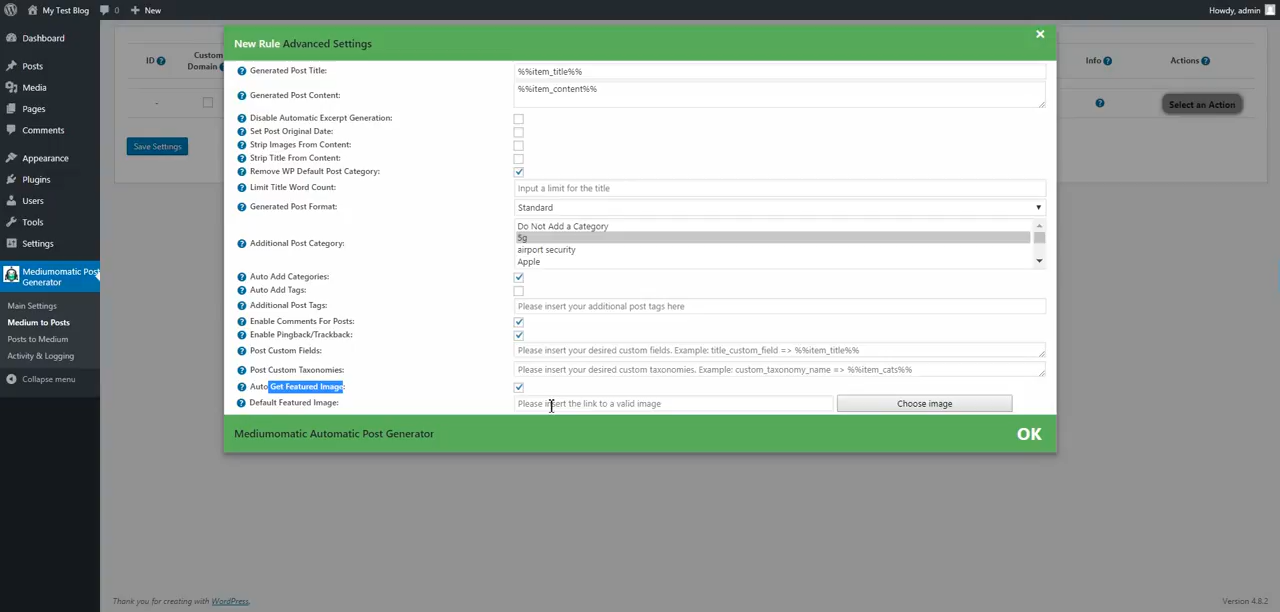 My Test Blog 0 New Howdy, admin
Dashboard
Posts
Media
Pages
Comments
Appearance
Plugins
Users
Tools
Settings
Mediumomatic Post
Generator
Main Settings
Medium to Posts
Posts to Medium
Activity & Logging
Collapse menu
ID Custom
Domain
Info Actions
-
Select an Action
Save Settings
New Rule Advanced Settings ×
Generated Post Title: %%item_title%%
Generated Post Content: %%item_content%%
Disable Automatic Excerpt Generation:
Set Post Original Date:
Strip Images From Content:
Strip Title From Content:
Remove WP Default Post Category:
Limit Title Word Count: Input a limit for the title
Generated Post Format: Standard
Additional Post Category:
Do Not Add a Category
5g
airport security
Apple
Auto Add Categories:
Auto Add Tags:
Additional Post Tags: Please insert your additional post tags here
Enable Comments For Posts:
Enable Pingback/Trackback:
Post Custom Fields: Please insert your desired custom fields. Example: title_custom_field => %%item_title%%
Post Custom Taxonomies: Please insert your desired custom taxonomies. Example: custom_taxonomy_name => %%item_cats%%
Auto Get Featured Image:
Default Featured Image: Please insert the link to a valid image Choose image
Mediumomatic Automatic Post Generator OK
Thank you for creating with WordPress. Version 4.8.2